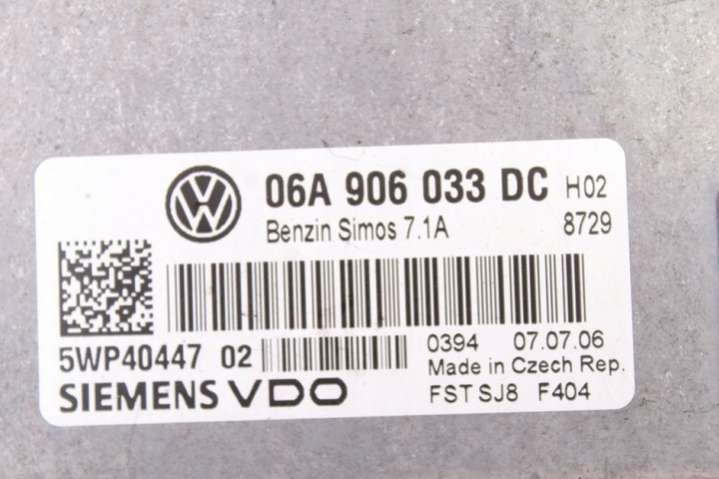 06A 906 033 DC H02
Benzin Simos 7.1A 8729
5WP40447 02 0394 07.07.06
Made in Czech Rep.
SIEMENS VDO FST SJ8 F404